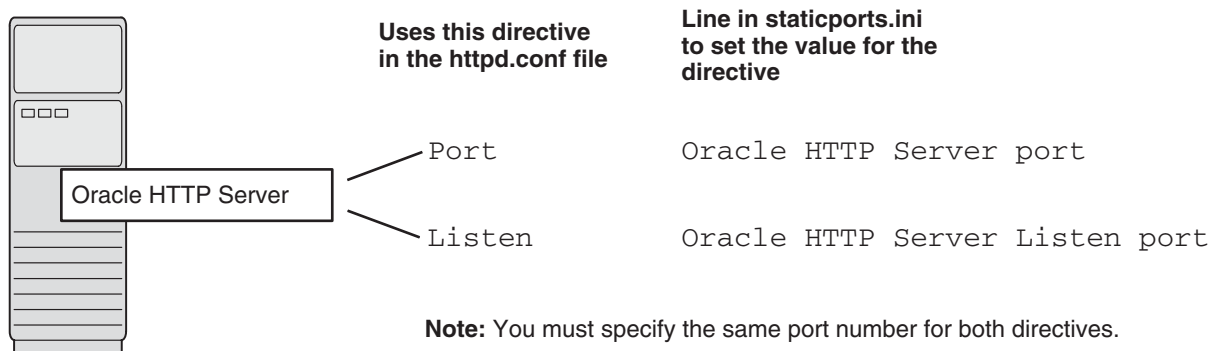 Uses this directive
in the httpd.conf file
Line in staticports.ini
to set the value for the
directive
Oracle HTTP Server
Port
Oracle HTTP Server port
Listen
Oracle HTTP Server Listen port
Note: You must specify the same port number for both directives.